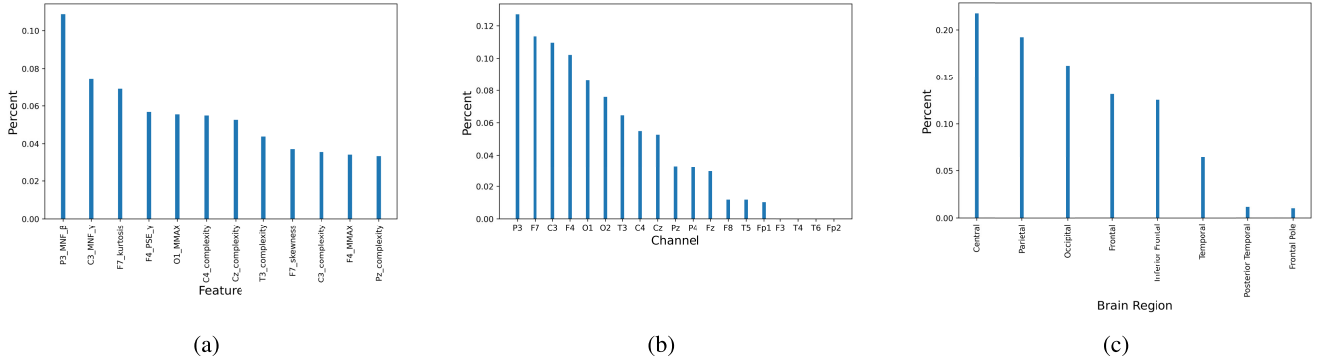 Percent
0.10
0.08
0.06
0.04
0.02
0.00
P3_MNF_β
C3_MNF_γ
F7_kurtosis
F4_PSE_γ
O1_MMAX
C4_complexity
Cz_complexity
T3_complexity
F7_skewness
C3_complexity
F4_MMAX
Pz_complexity
Feature
(a)
Percent
0.12
0.10
0.08
0.06
0.04
0.02
0.00
P3 F7 C3 F4 O1 O2 T3 C4 Cz Pz P4 Fz F8 T5 Fp1 F3 T4 T6 Fp2
Channel
(b)
Percent
0.20
0.15
0.10
0.05
0.00
Central
Parietal
Occipital
Frontal
Inferior Frontal
Temporal
Posterior Temporal
Frontal Pole
Brain Region
(c)